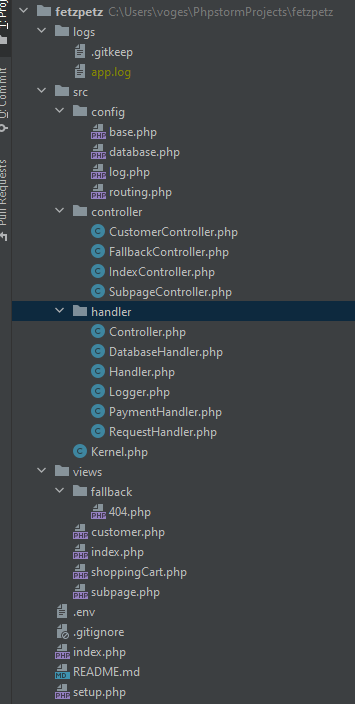 fetzpetz C:\Users\voges\PhpstormProjects\fetzpetz
logs
.gitkeep
app.log
src
config
base.php
database.php
log.php
routing.php
controller
CustomerController.php
FallbackController.php
IndexController.php
SubpageController.php
handler
Controller.php
DatabaseHandler.php
Handler.php
Logger.php
PaymentHandler.php
RequestHandler.php
Kernel.php
views
fallback
404.php
customer.php
index.php
shoppingCart.php
subpage.php
.env
.gitignore
index.php
README.md
setup.php
Commit
Pull Requests